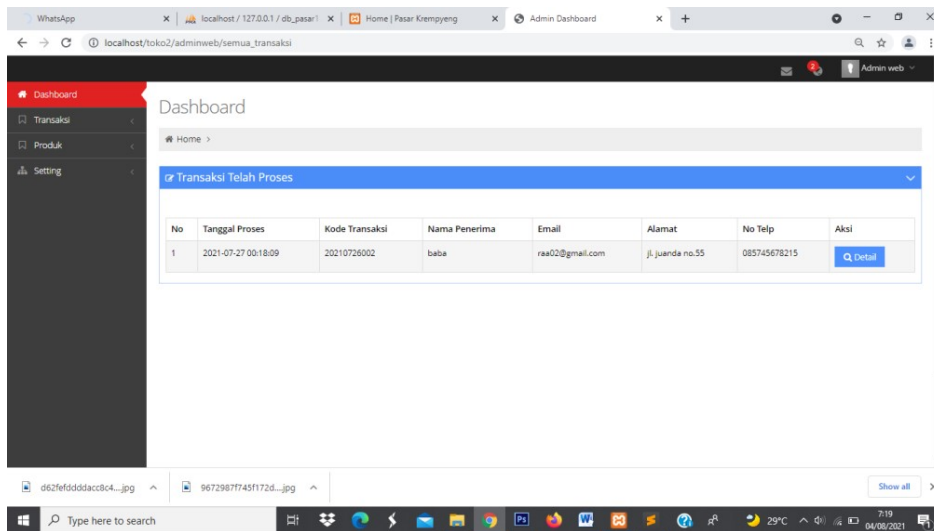 WhatsApp
localhost / 127.0.0.1 / db_pasar1
Home | Pasar Krempyeng
Admin Dashboard
localhost/toko2/adminweb/semua_transaksi
2
Admin web
Dashboard
Transaksi
Produk
Setting
Dashboard
Home >
Transaksi Telah Proses
No Tanggal Proses Kode Transaksi Nama Penerima Email Alamat No Telp Aksi
1 2021-07-27 00:18:09 20210726002 baba raa02@gmail.com jl. juanda no.55 085745678215 Detail
9672987f745f172d....jpg
Show all
Type here to search
29°C
7:19
04/08/2021